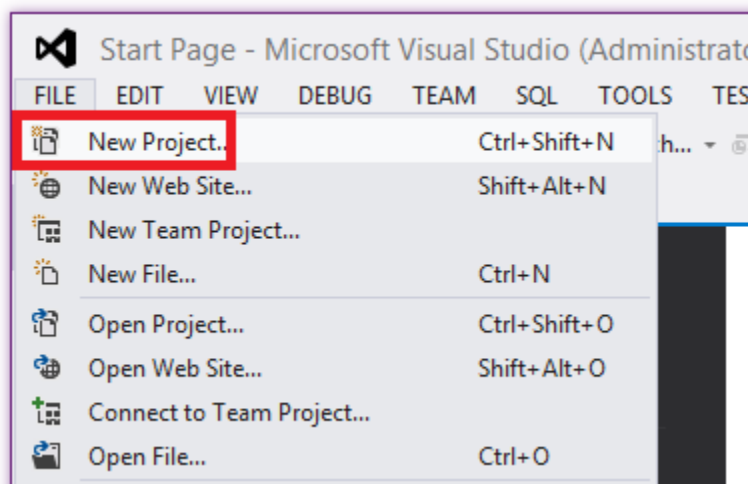 Start Page - Microsoft Visual Studio (Administrato
FILE EDIT VIEW DEBUG TEAM SQL TOOLS TES
New Project... Ctrl+Shift+N
New Web Site... Shift+Alt+N
New Team Project...
New File... Ctrl+N
Open Project... Ctrl+Shift+O
Open Web Site... Shift+Alt+O
Connect to Team Project...
Open File... Ctrl+O